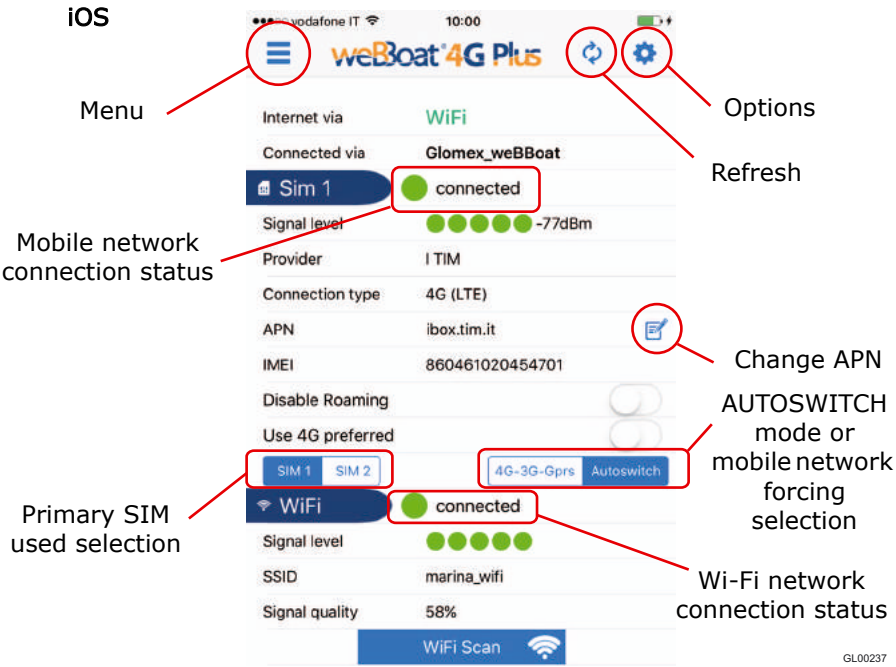 iOS
vodafone IT 10:00
weBBoat 4G Plus
Menu
Options
Refresh
Internet via WiFi
Connected via Glomex_weBBoat
Sim 1 connected
Signal level -77dBm
Mobile network
connection status
Provider I TIM
Connection type 4G (LTE)
APN ibox.tim.it
Change APN
IMEI 860461020454701
Disable Roaming
Use 4G preferred
AUTOSWITCH
mode or
mobile network
forcing
selection
SIM 1 SIM 2 4G-3G-Gprs Autoswitch
Primary SIM
used selection
WiFi connected
Signal level
SSID marina_wifi
Signal quality 58%
Wi-Fi network
connection status
WiFi Scan
GL00237